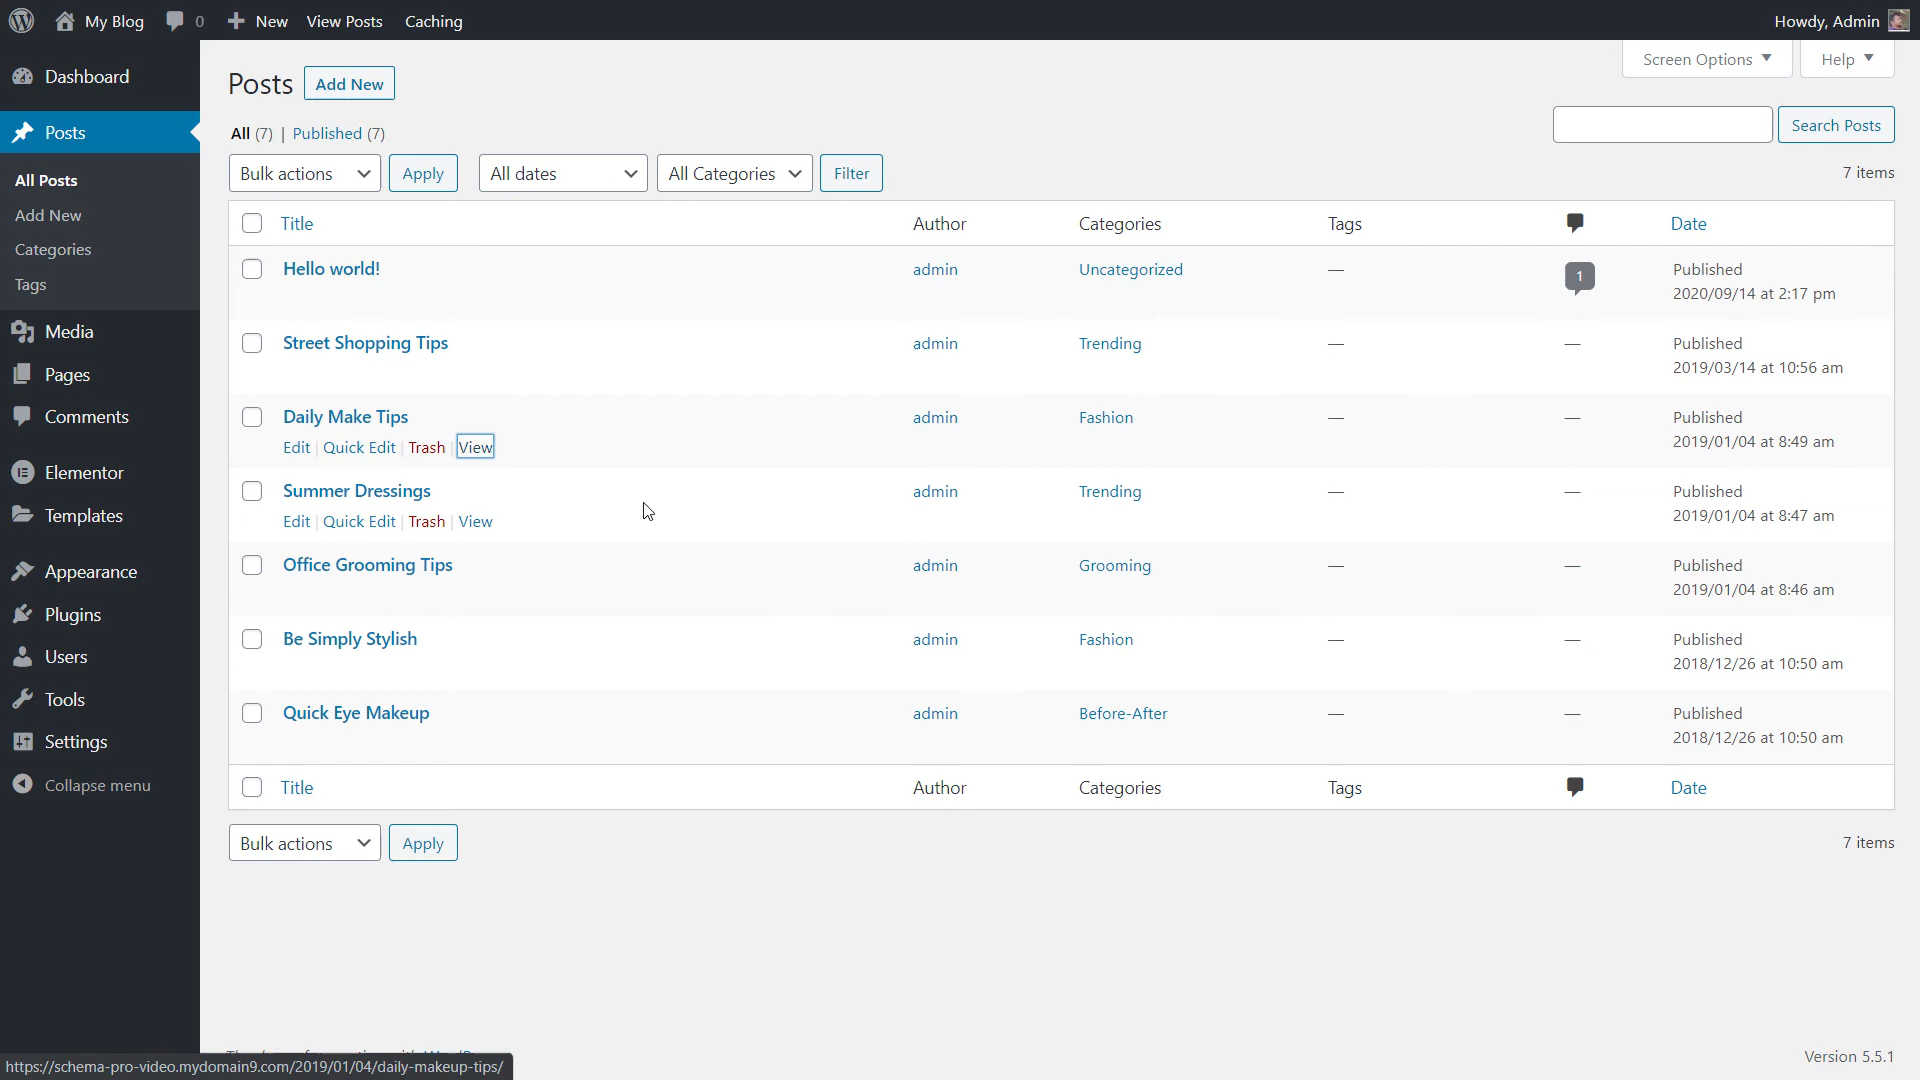 My Blog 0 New View Posts Caching Howdy, Admin
Dashboard
Posts
All Posts
Add New
Categories
Tags
Media
Pages
Comments
Elementor
Templates
Appearance
Plugins
Users
Tools
Settings
Collapse menu
Screen Options Help
Posts Add New
All (7) | Published (7)
Search Posts
Bulk actions Apply All dates All Categories Filter 7 items
Title Author Categories Tags Date
Hello world! admin Uncategorized — 1 Published
2020/09/14 at 2:17 pm
Street Shopping Tips admin Trending — — Published
2019/03/14 at 10:56 am
Daily Make Tips admin Fashion — — Published
Edit | Quick Edit | Trash | View 2019/01/04 at 8:49 am
Summer Dressings admin Trending — — Published
Edit | Quick Edit | Trash | View 2019/01/04 at 8:47 am
Office Grooming Tips admin Grooming — — Published
2019/01/04 at 8:46 am
Be Simply Stylish admin Fashion — — Published
2018/12/26 at 10:50 am
Quick Eye Makeup admin Before-After — — Published
2018/12/26 at 10:50 am
Title Author Categories Tags Date
Bulk actions Apply 7 items
Version 5.5.1
https://schema-pro-video.mydomain9.com/2019/01/04/daily-makeup-tips/